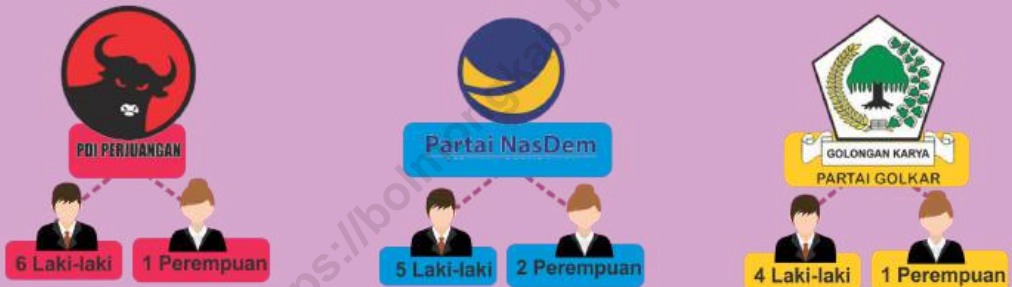 PDI PERJUANGAN
6 Laki-laki
1 Perempuan
Partai NasDem
5 Laki-laki
2 Perempuan
GOLONGAN KARYA
PARTAI GOLKAR
4 Laki-laki
1 Perempuan